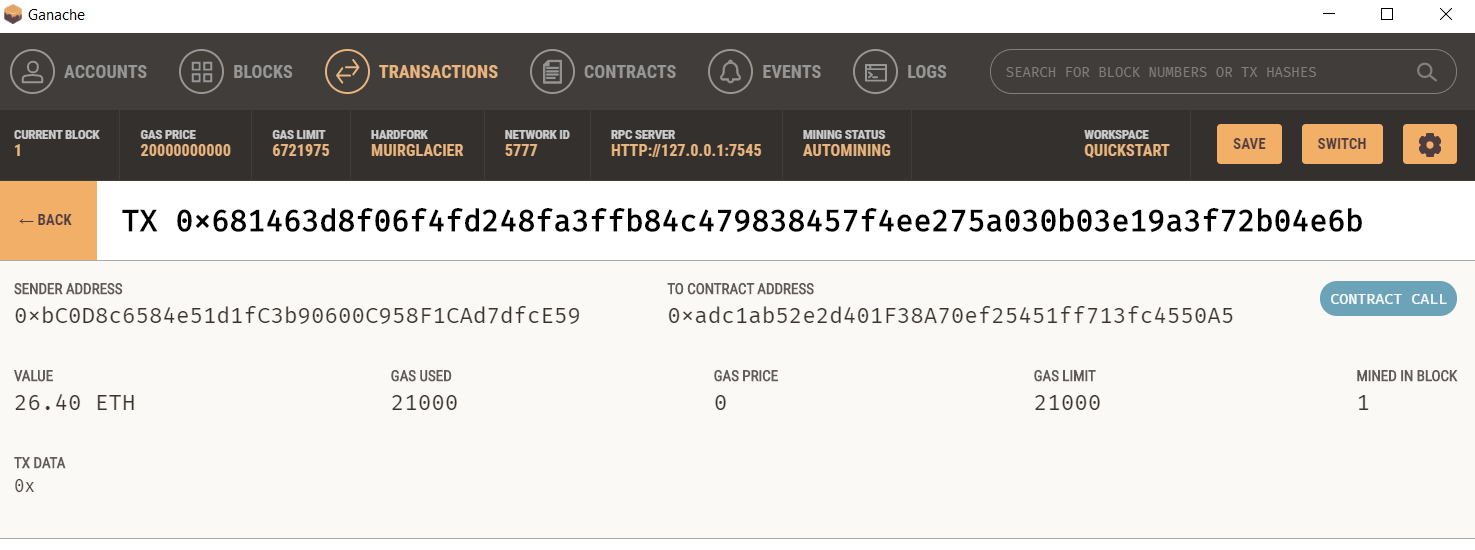 Ganache
ACCOUNTS BLOCKS TRANSACTIONS CONTRACTS EVENTS LOGS SEARCH FOR BLOCK NUMBERS OR TX HASHES
CURRENT BLOCK GAS PRICE GAS LIMIT HARDFORK NETWORK ID RPC SERVER MINING STATUS WORKSPACE
1 20000000000 6721975 MUIRGLACIER 5777 HTTP://127.0.0.1:7545 AUTOMINING QUICKSTART SAVE SWITCH
←BACK TX 0×681463d8f06f4fd248fa3ffb84c479838457f4ee275a030b03e19a3f72b04e6b
SENDER ADDRESS TO CONTRACT ADDRESS
0×bC0D8c6584e51d1fC3b90600C958F1CAd7dfcE59 0×adc1ab52e2d401F38A70ef25451ff713fc4550A5 CONTRACT CALL
VALUE GAS USED GAS PRICE GAS LIMIT MINED IN BLOCK
26.40 ETH 21000 0 21000 1
TX DATA
0x